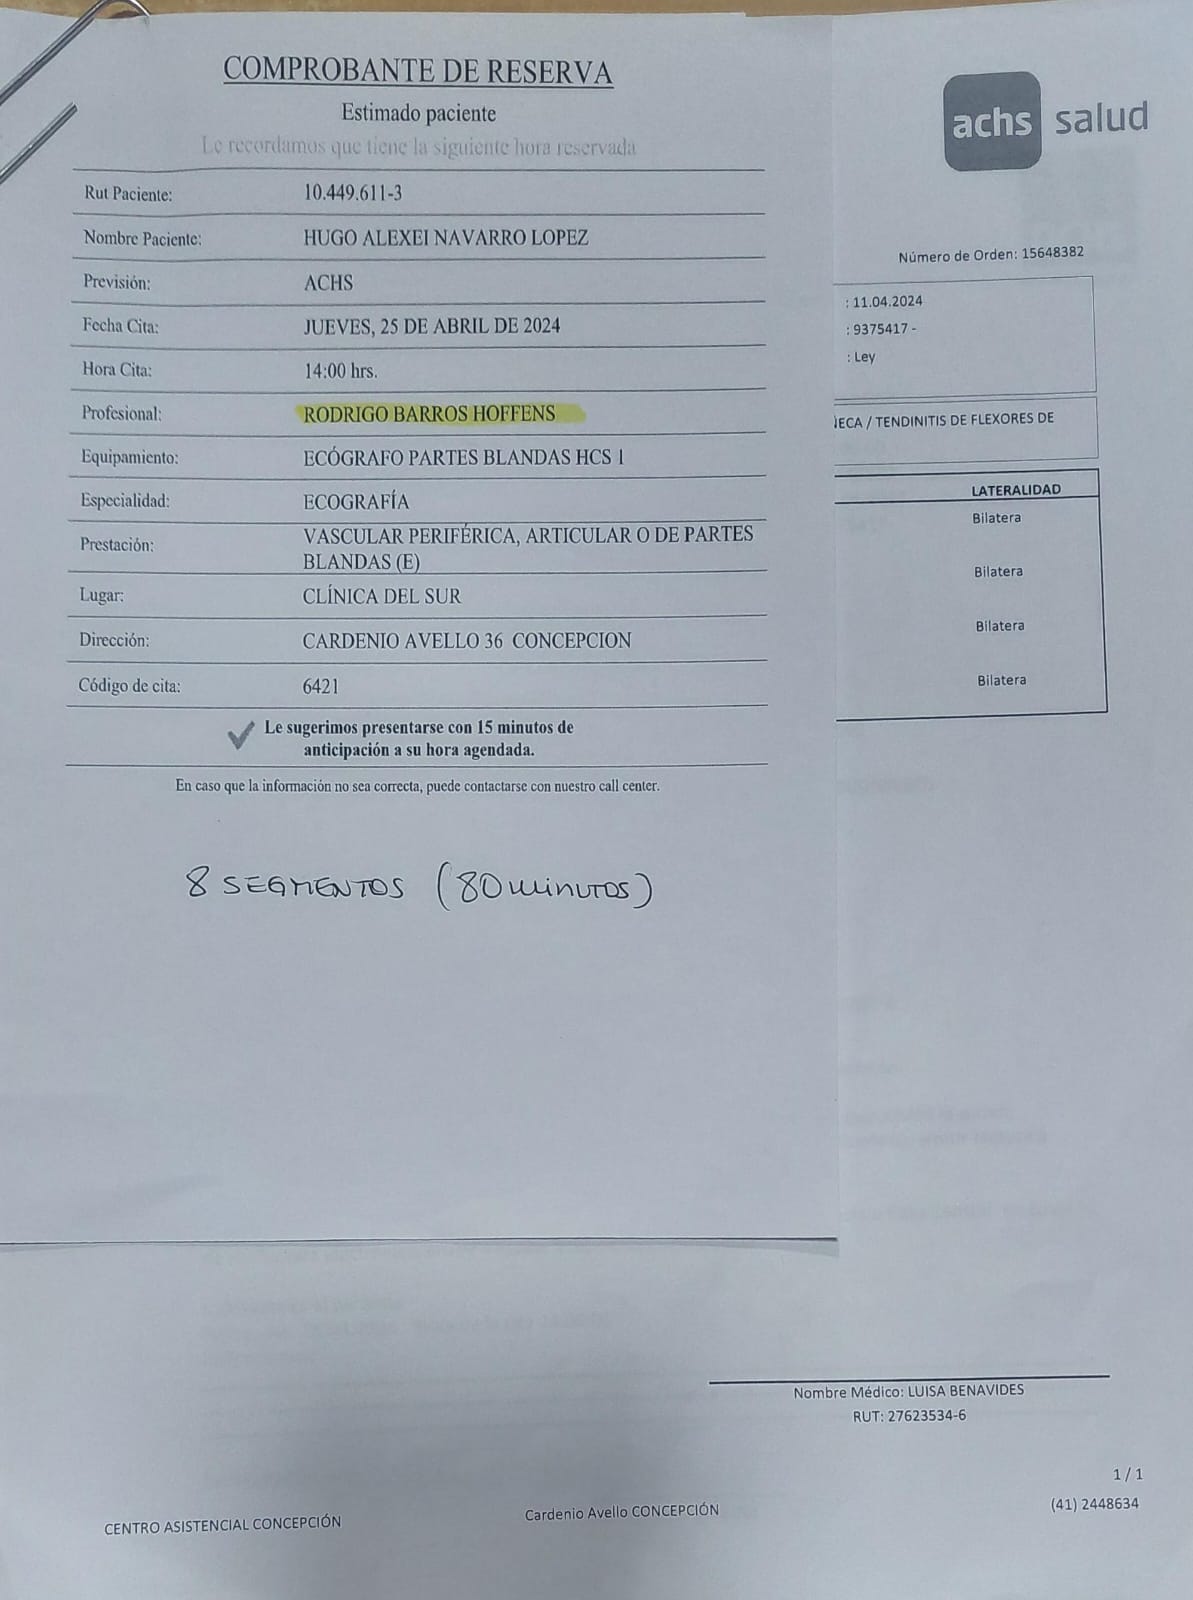 COMPROBANTE DE RESERVA
Estimado paciente
Le recordamos que tiene la siguiente hora reservada
Rut Paciente: 10.449.611-3
Nombre Paciente: HUGO ALEXEI NAVARRO LOPEZ
Previsión: ACHS
Fecha Cita: JUEVES, 25 DE ABRIL DE 2024
Hora Cita: 14:00 hrs.
Profesional: RODRIGO BARROS HOFFENS
Equipamiento: ECÓGRAFO PARTES BLANDAS HCS 1
Especialidad: ECOGRAFÍA
Prestación: VASCULAR PERIFÉRICA, ARTICULAR O DE PARTES
BLANDAS (E)
Lugar: CLÍNICA DEL SUR
Dirección: CARDENIO AVELLO 36 CONCEPCION
Código de cita: 6421
Le sugerimos presentarse con 15 minutos de
anticipación a su hora agendada.
En caso que la información no sea correcta, puede contactarse con nuestro call center.
8 SEGMENTOS (80 minutos)
achs salud
Número de Orden: 15648382
: 11.04.2024
: 9375417 -
: Ley
ECA / TENDINITIS DE FLEXORES DE
LATERALIDAD
Bilatera
Bilatera
Bilatera
Bilatera
Nombre Médico: LUISA BENAVIDES
RUT: 27623534-6
1 / 1
CENTRO ASISTENCIAL CONCEPCIÓN
Cardenio Avello CONCEPCIÓN
(41) 2448634